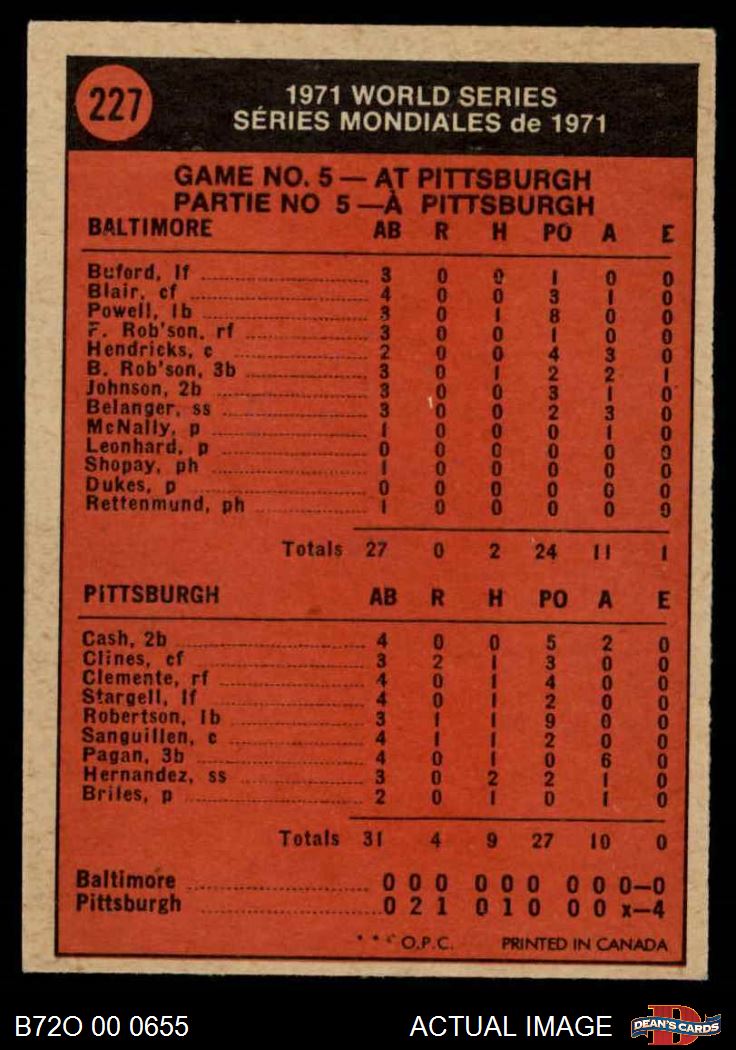 227
1971 WORLD SERIES
SÉRIES MONDIALES de 1971
GAME NO. 5 — AT PITTSBURGH
PARTIE NO 5 —À PITTSBURGH
BALTIMORE AB R H PO A E
Buford, lf 3 0 0 1 0 0
Blair, cf 4 0 0 3 1 0
Powell, 1b 3 0 1 8 0 0
F. Rob'son, rf 3 0 0 1 0 0
Hendricks, c 2 0 0 4 3 0
B. Rob'son, 3b 3 0 1 2 2 1
Johnson, 2b 3 0 0 3 1 0
Belanger, ss 3 0 0 2 3 0
McNally, p 1 0 0 0 1 0
Leonhard, p 0 0 0 0 0 0
Shopay, ph 1 0 0 0 0 0
Dukes, p 0 0 0 0 0 0
Rettenmund, ph 1 0 0 0 0 0
Totals 27 0 2 24 11 1
PITTSBURGH AB R H PO A E
Cash, 2b 4 0 0 5 2 0
Clines, cf 3 2 1 3 0 0
Clemente, rf 4 0 1 4 0 0
Stargell, lf 4 0 1 2 0 0
Robertson, 1b 3 1 1 9 0 0
Sanguillen, c 4 1 1 2 0 0
Pagan, 3b 4 0 1 0 6 0
Hernandez, ss 3 0 2 2 1 0
Briles, p 2 0 1 0 1 0
Totals 31 4 9 27 10 0
Baltimore 0 0 0 0 0 0 0 0 0—0
Pittsburgh 0 2 1 0 1 0 0 0 x—4
* * * O.P.C. PRINTED IN CANADA
B72O 00 0655 ACTUAL IMAGE DEAN'S CARDS